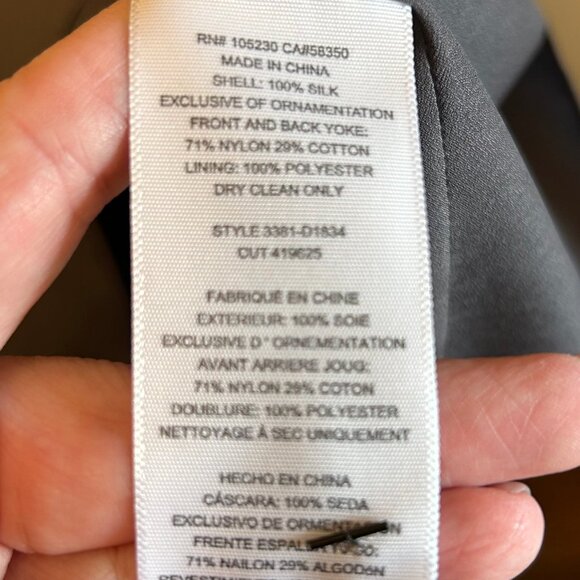 RN# 105230 CA#58350
MADE IN CHINA
SHELL: 100% SILK
EXCLUSIVE OF ORNAMENTATION
FRONT AND BACK YOKE:
71% NYLON 29% COTTON
LINING: 100% POLYESTER
DRY CLEAN ONLY
STYLE 3381-D1834
CUT 419625
FABRIQUÉ EN CHINE
EXTERIEUR: 100% SOIE
EXCLUSIVE D' ORNEMENTATION
AVANT ARRIERE JOUG:
71% NYLON 29% COTON
DOUBLURE: 100% POLYESTER
NETTOYAGE À SEC UNIQUEMENT
HECHO EN CHINA
CÁSCARA: 100% SEDA
EXCLUSIVO DE
FRENTE
71% NAILON 29% ALGODÓN